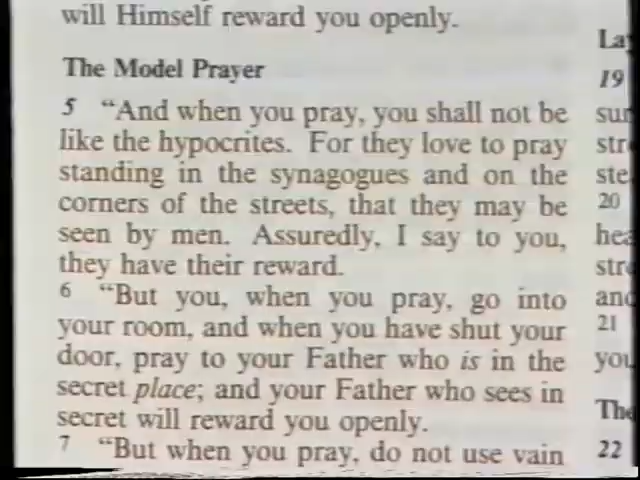 will Himself reward you openly.
The Model Prayer
5 “And when you pray, you shall not be
like the hypocrites. For they love to pray
standing in the synagogues and on the
corners of the streets, that they may be
seen by men. Assuredly, I say to you,
they have their reward.
6 “But you, when you pray, go into
your room, and when you have shut your
door, pray to your Father who is in the
secret place; and your Father who sees in
secret will reward you openly.
7 “But when you pray, do not use vain
19
20
21
The
22